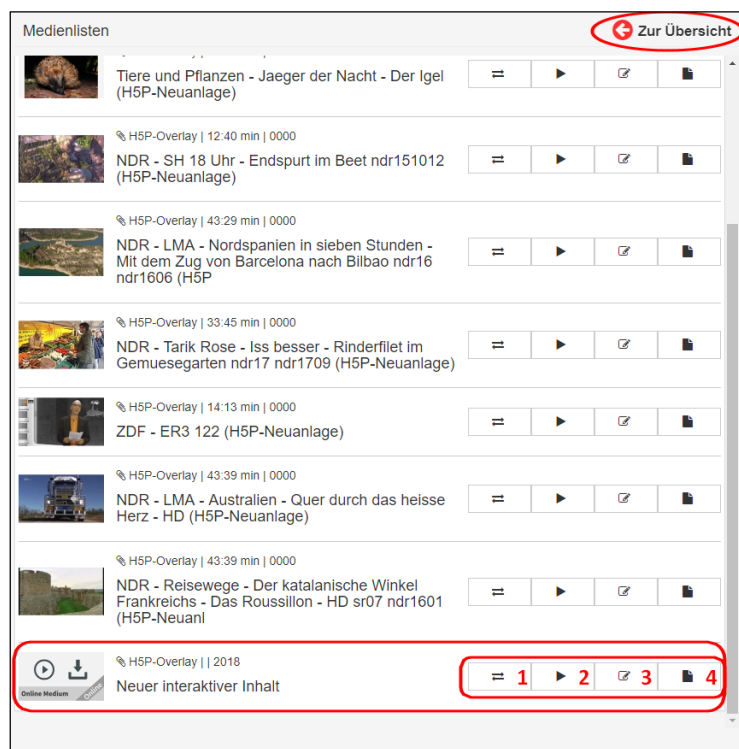 Medienlisten
Zur Übersicht
Tiere und Pflanzen - Jaeger der Nacht - Der Igel
(H5P-Neuanlage)
H5P-Overlay | 12:40 min | 0000
NDR - SH 18 Uhr - Endspurt im Beet ndr151012
(H5P-Neuanlage)
H5P-Overlay | 43:29 min | 0000
NDR - LMA - Nordspanien in sieben Stunden -
Mit dem Zug von Barcelona nach Bilbao ndr16
ndr1606 (H5P
H5P-Overlay | 33:45 min | 0000
NDR - Tarik Rose - Iss besser - Rinderfilet im
Gemuesegarten ndr17 ndr1709 (H5P-Neuanlage)
H5P-Overlay | 14:13 min | 0000
ZDF - ER3 122 (H5P-Neuanlage)
H5P-Overlay | 43:39 min | 0000
NDR - LMA - Australien - Quer durch das heisse
Herz - HD (H5P-Neuanlage)
H5P-Overlay | 43:39 min | 0000
NDR - Reisewege - Der katalanische Winkel
Frankreichs - Das Roussillon - HD sr07 ndr1601
(H5P-Neuanl
Online Medium
Online
H5P-Overlay | | 2018
Neuer interaktiver Inhalt
1 2 3 4